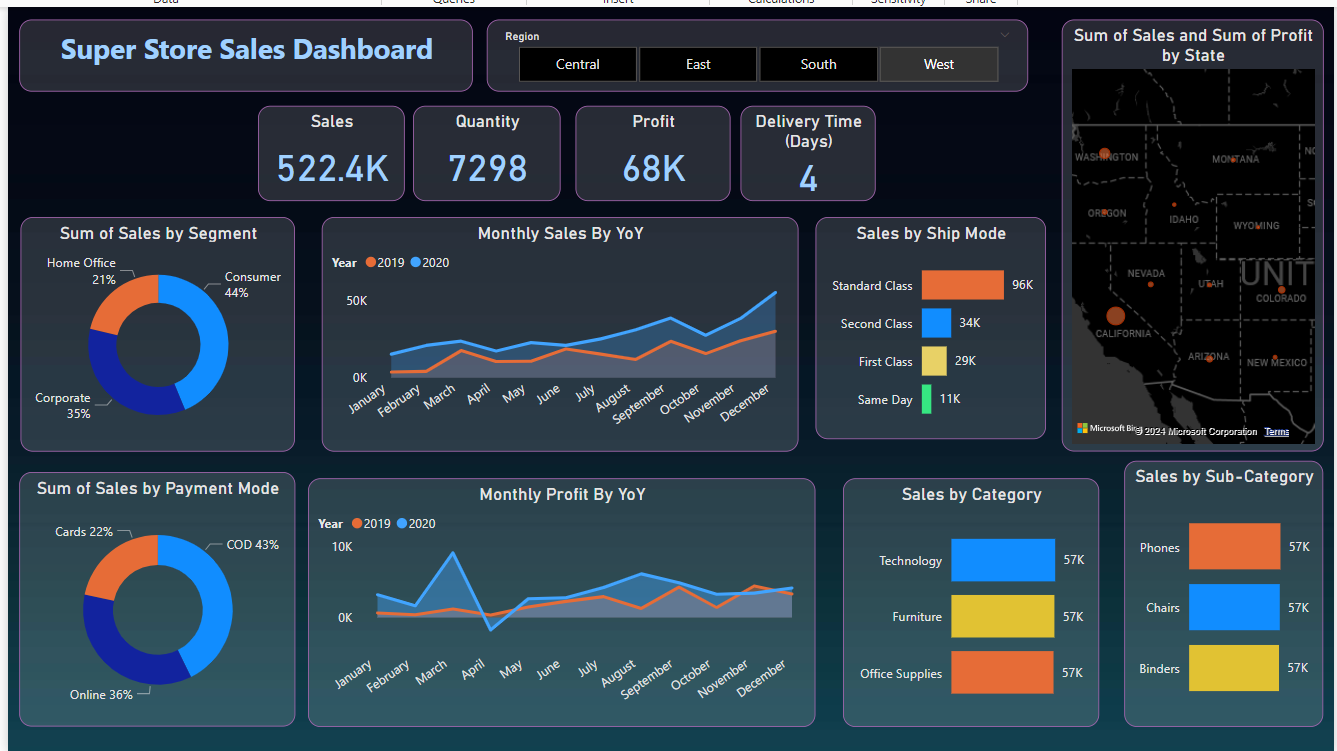 Data Queries Insert Calculations Sensitivity Share
Super Store Sales Dashboard
Region
Central East South West
Sum of Sales and Sum of Profit
by State
Sales
522.4K
Quantity
7298
Profit
68K
Delivery Time
(Days)
4
WASHINGTON
MONTANA
OREGON
IDAHO
WYOMING
NEVADA
UTAH
UNIT
COLORADO
CALIFORNIA
ARIZONA
NEW MEXICO
Microsoft Bing
© 2024 Microsoft Corporation Terms
Sum of Sales by Segment
Home Office
21%
Consumer
44%
Corporate
35%
Monthly Sales By YoY
Year 2019 2020
50K
0K
January February March April May June July August September October November December
Sales by Ship Mode
Standard Class 96K
Second Class 34K
First Class 29K
Same Day 11K
Sum of Sales by Payment Mode
Cards 22%
COD 43%
Online 36%
Monthly Profit By YoY
Year 2019 2020
10K
0K
January February March April May June July August September October November December
Sales by Category
Technology 57K
Furniture 57K
Office Supplies 57K
Sales by Sub-Category
Phones 57K
Chairs 57K
Binders 57K